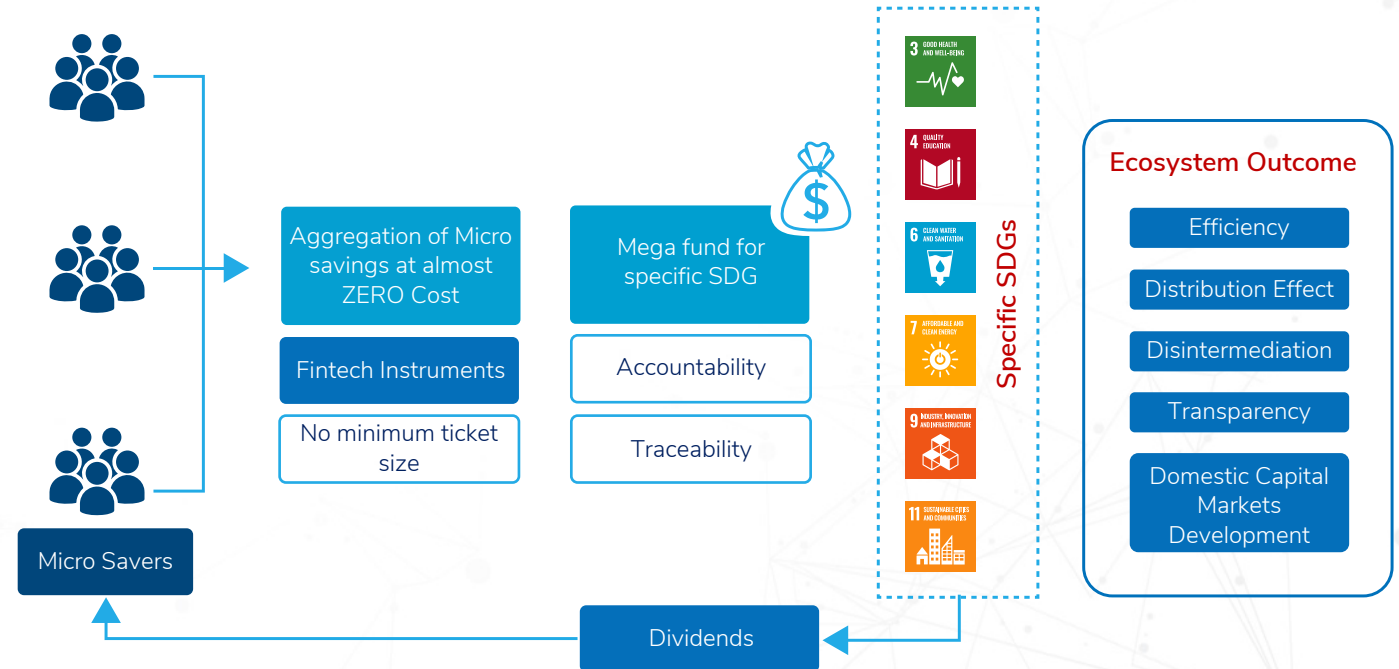 Micro Savers
Aggregation of Micro
savings at almost
ZERO Cost
Fintech Instruments
No minimum ticket
size
$
Mega fund for
specific SDG
Accountability
Traceability
3 GOOD HEALTH
AND WELL-BEING
4 QUALITY
EDUCATION
6 CLEAN WATER
AND SANITATION
7 AFFORDABLE AND
CLEAN ENERGY
9 INDUSTRY, INNOVATION
AND INFRASTRUCTURE
11 SUSTAINABLE CITIES
AND COMMUNITIES
Specific SDGs
Dividends
Ecosystem Outcome
Efficiency
Distribution Effect
Disintermediation
Transparency
Domestic Capital
Markets
Development